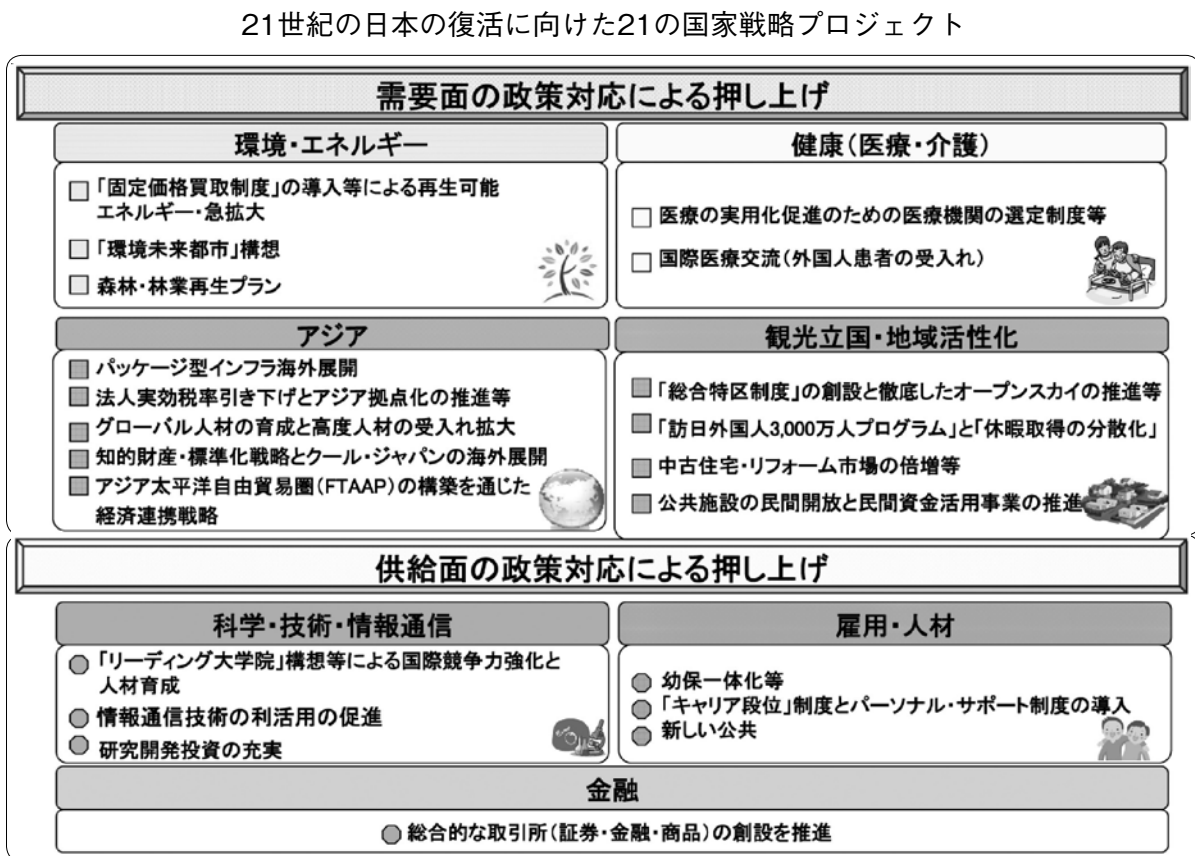 21世紀の日本の復活に向けた21の国家戦略プロジェクト
需要面の政策対応による押し上げ
環境・エネルギー
「固定価格買取制度」の導入等による再生可能
エネルギー・急拡大
「環境未来都市」構想
森林・林業再生プラン
健康（医療・介護）
医療の実用化促進のための医療機関の選定制度等
国際医療交流（外国人患者の受入れ）
アジア
パッケージ型インフラ海外展開
法人実効税率引き下げとアジア拠点化の推進等
グローバル人材の育成と高度人材の受入れ拡大
知的財産・標準化戦略とクール・ジャパンの海外展開
アジア太平洋自由貿易圏（FTAAP）の構築を通じた
経済連携戦略
観光立国・地域活性化
「総合特区制度」の創設と徹底したオープンスカイの推進等
「訪日外国人3,000万人プログラム」と「休暇取得の分散化」
中古住宅・リフォーム市場の倍増等
公共施設の民間開放と民間資金活用事業の推進
供給面の政策対応による押し上げ
科学・技術・情報通信
「リーディング大学院」構想等による国際競争力強化と
人材育成
情報通信技術の利活用の促進
研究開発投資の充実
雇用・人材
幼保一体化等
「キャリア段位」制度とパーソナル・サポート制度の導入
新しい公共
金融
総合的な取引所（証券・金融・商品）の創設を推進